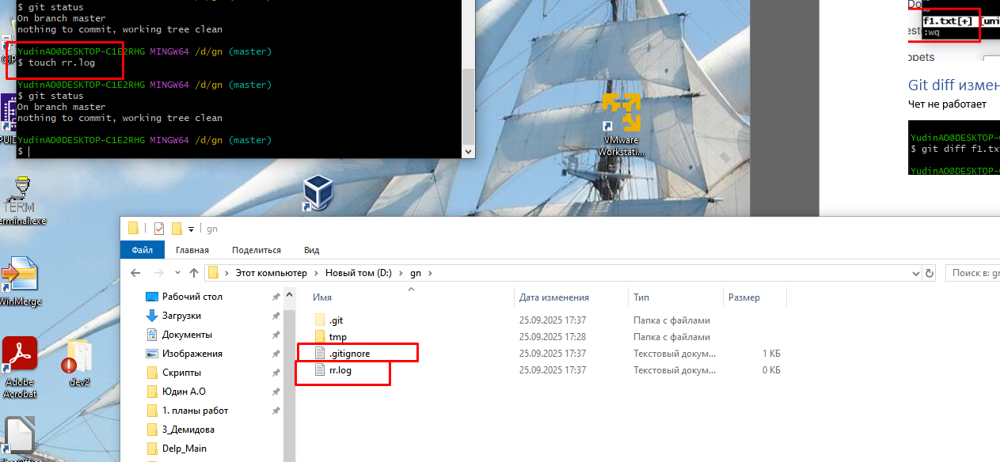 $ git status
On branch master
nothing to commit, working tree clean
YudinAO@DESKTOP-C1E2RHG MINGW64 /d/gn (master)
$ touch rr.log
YudinAO@DESKTOP-C1E2RHG MINGW64 /d/gn (master)
$ git status
On branch master
nothing to commit, working tree clean
YudinAO@DESKTOP-C1E2RHG MINGW64 /d/gn (master)
$
f1.txt[+] [uni
:wq
ppets
Git diff измен
Чет не работает
YudinAO@DESKTOP-
$ git diff f1.tx
YudinAO@DESKTOP-
VMware
Workstati...
PUID
TERM
erminal.exe
WinMerge
Adobe
Acrobat
dev2
gn
Файл Главная Поделиться Вид
Этот компьютер › Новый том (D:) › gn ›
Поиск в: gn
Рабочий стол
Загрузки
Документы
Изображения
Скрипты
Юдин А.О
1. планы работ
3_Демидова
Delp_Main
Имя Дата изменения Тип Размер
.git 25.09.2025 17:37 Папка с файлами
tmp 25.09.2025 17:28 Папка с файлами
.gitignore 25.09.2025 17:37 Текстовый докум... 1 КБ
rr.log 25.09.2025 17:37 Текстовый докум... 0 КБ